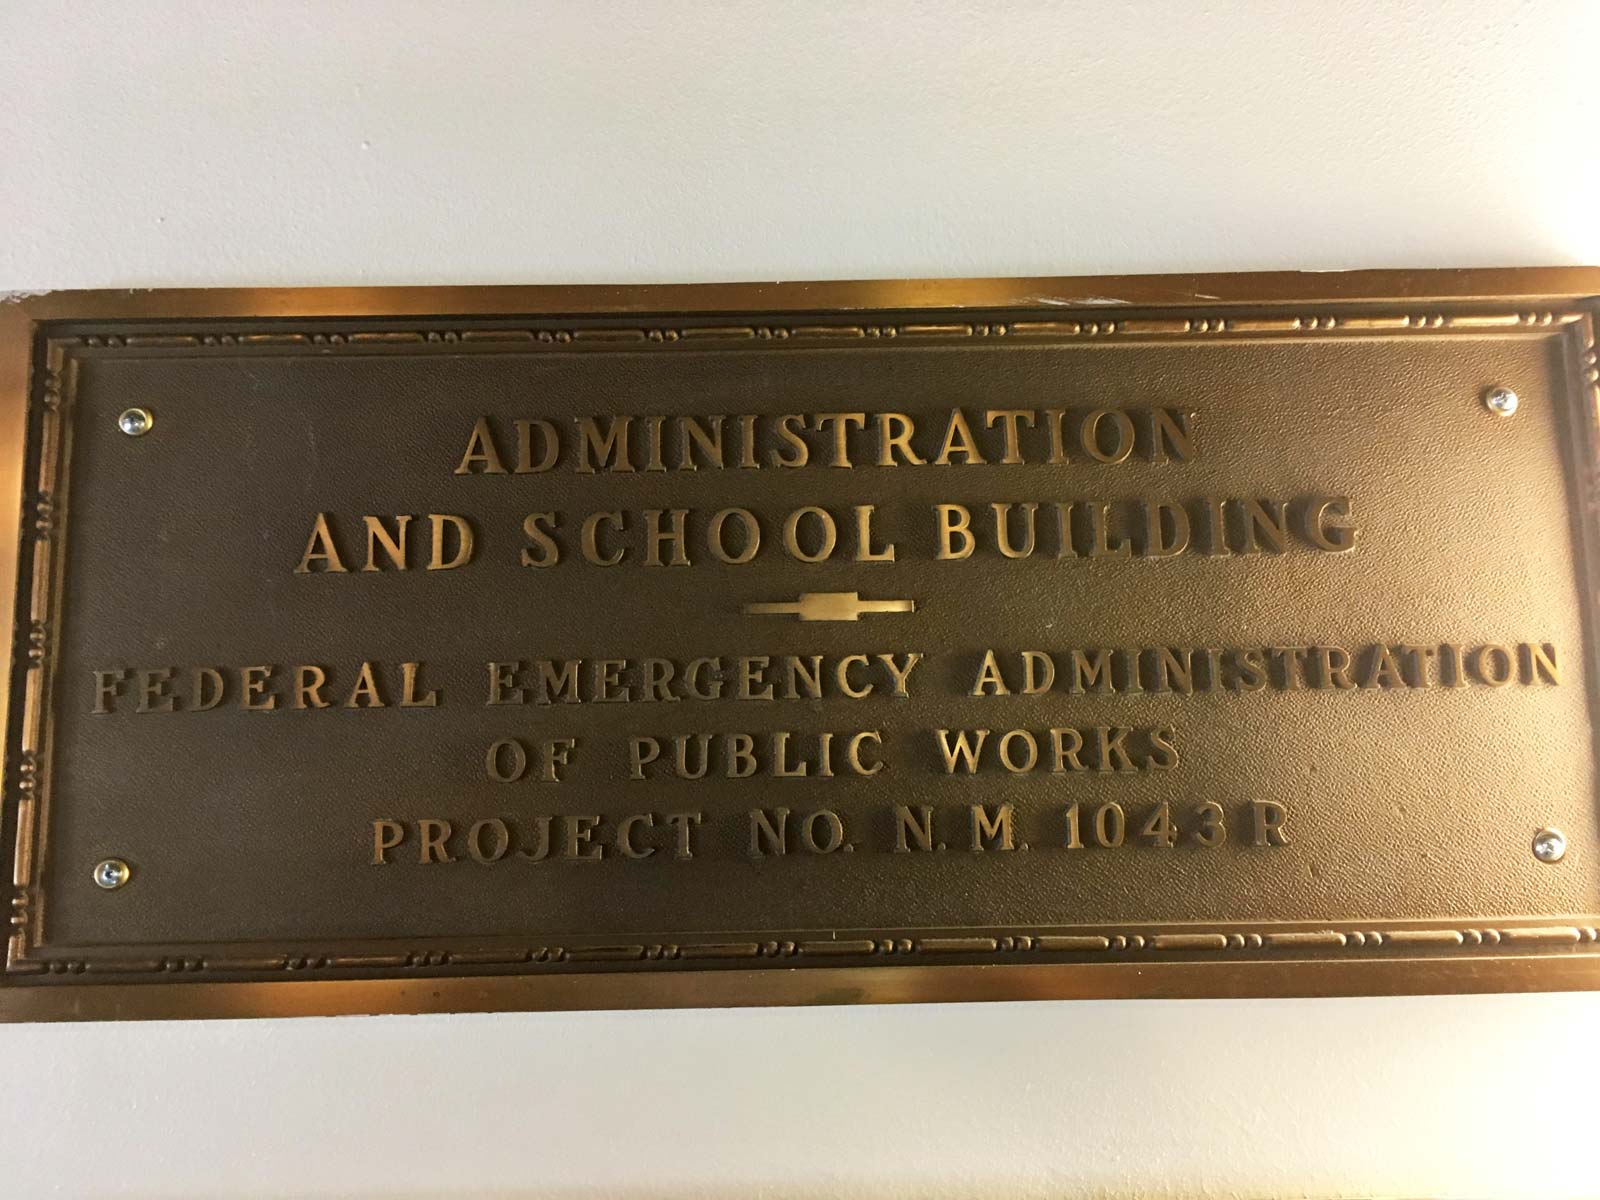 ADMINISTRATION
AND SCHOOL BUILDING
FEDERAL EMERGENCY ADMINISTRATION
OF PUBLIC WORKS
PROJECT NO. N. M. 1043 R